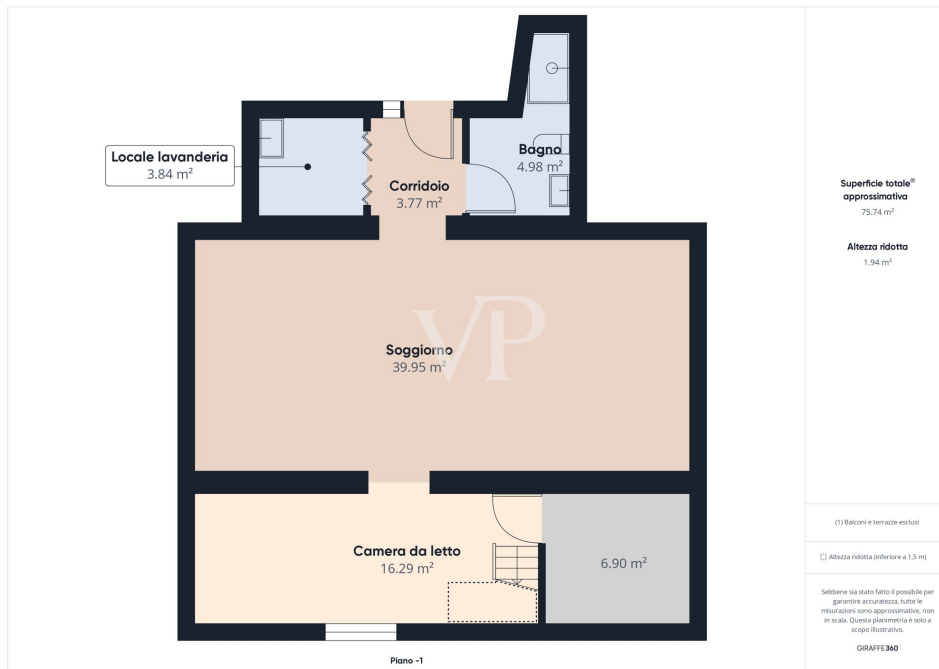 Locale lavanderia
3.84 m²
Corridoio
3.77 m²
Bagno
4.98 m²
Soggiorno
39.95 m²
VP
Camera da letto
16.29 m²
6.90 m²
Piano -1
Superficie totale⁽¹⁾
approssimativa
75.74 m²
Altezza ridotta
1.94 m²
(1) Balconi e terrazze esclusi
Altezza ridotta (inferiore a 1,5 m)
Sebbene sia stato fatto il possibile per
garantire accuratezza, tutte le
misurazioni sono approssimative, non
in scala. Questa planimetria è solo a
scopo illustrativo.
GIRAFFE360